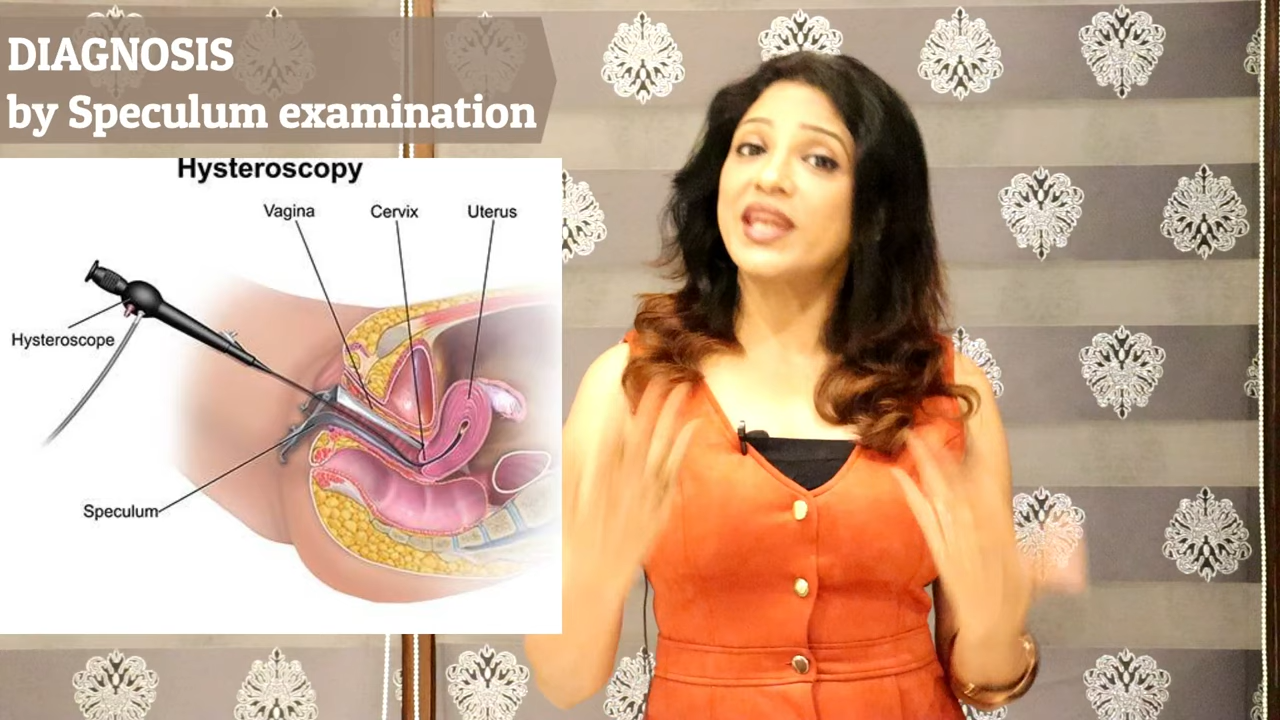 DIAGNOSIS
by Speculum examination
Hysteroscopy
Vagina
Cervix
Uterus
Hysteroscope
Speculum